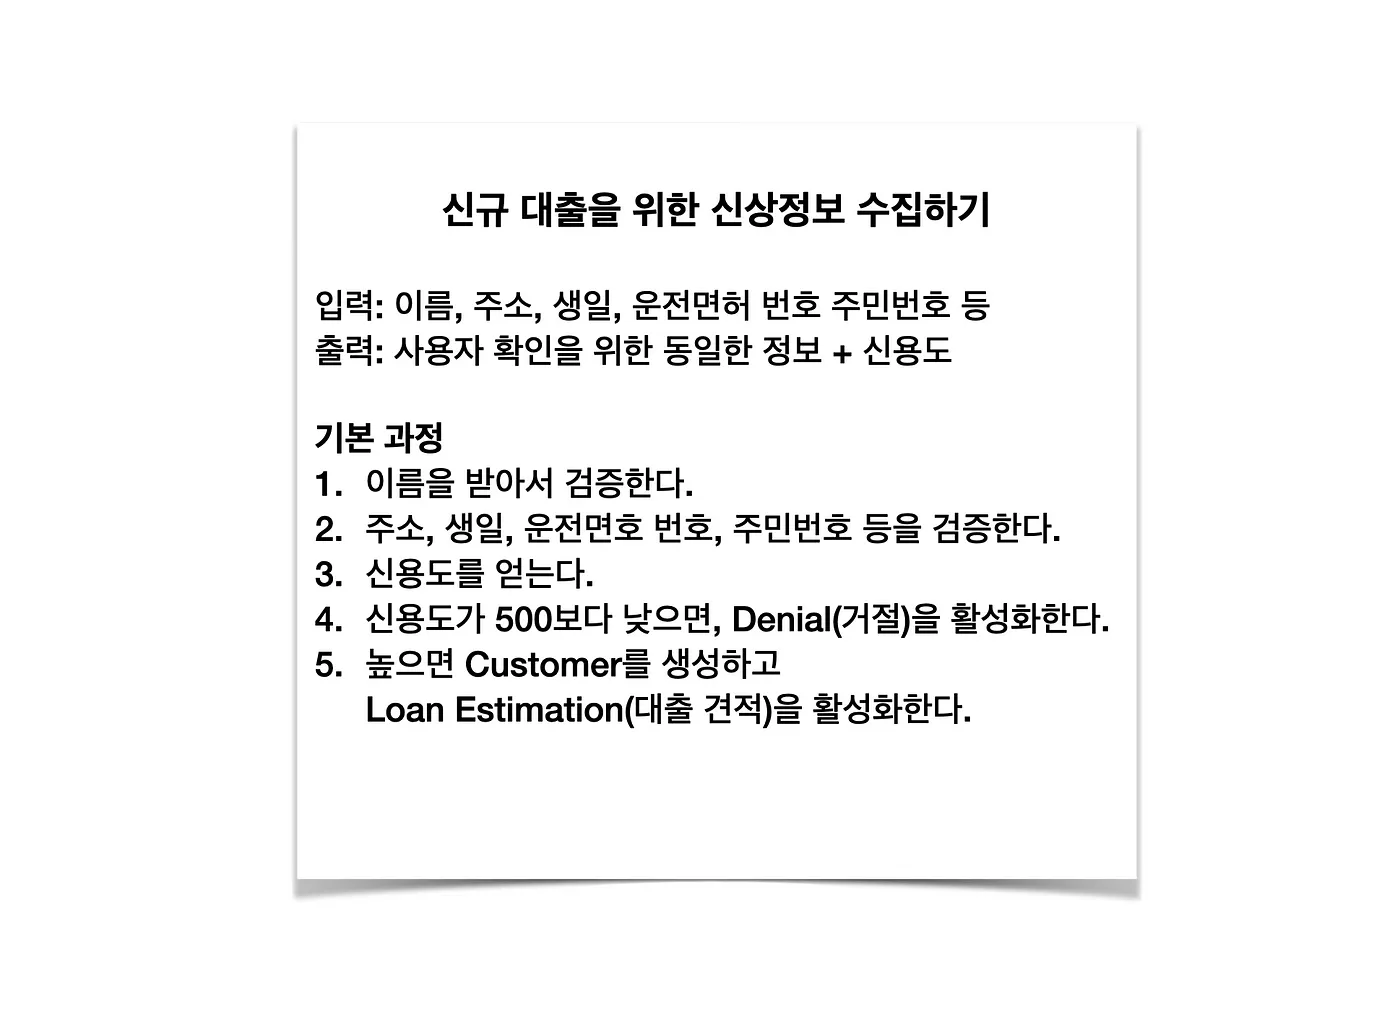 신규 대출을 위한 신상정보 수집하기
입력: 이름, 주소, 생일, 운전면허 번호 주민번호 등
출력: 사용자 확인을 위한 동일한 정보 + 신용도
기본 과정
1. 이름을 받아서 검증한다.
2. 주소, 생일, 운전면호 번호, 주민번호 등을 검증한다.
3. 신용도를 얻는다.
4. 신용도가 500보다 낮으면, Denial(거절)을 활성화한다.
5. 높으면 Customer를 생성하고
Loan Estimation(대출 견적)을 활성화한다.